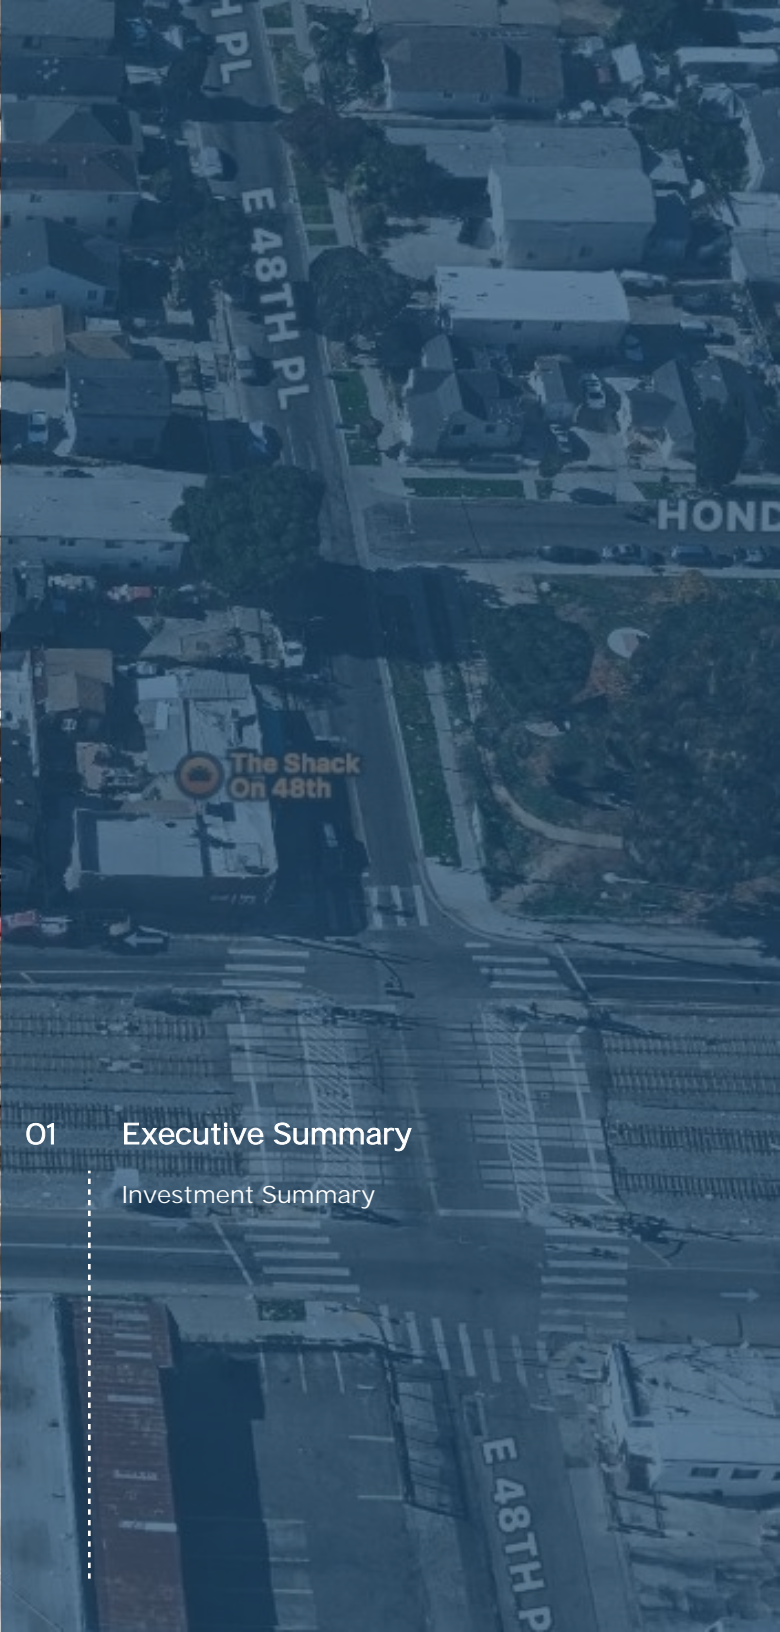 H PL
E 48TH PL
HOND
The Shack
On 48th
01 Executive Summary
Investment Summary
E 48TH P